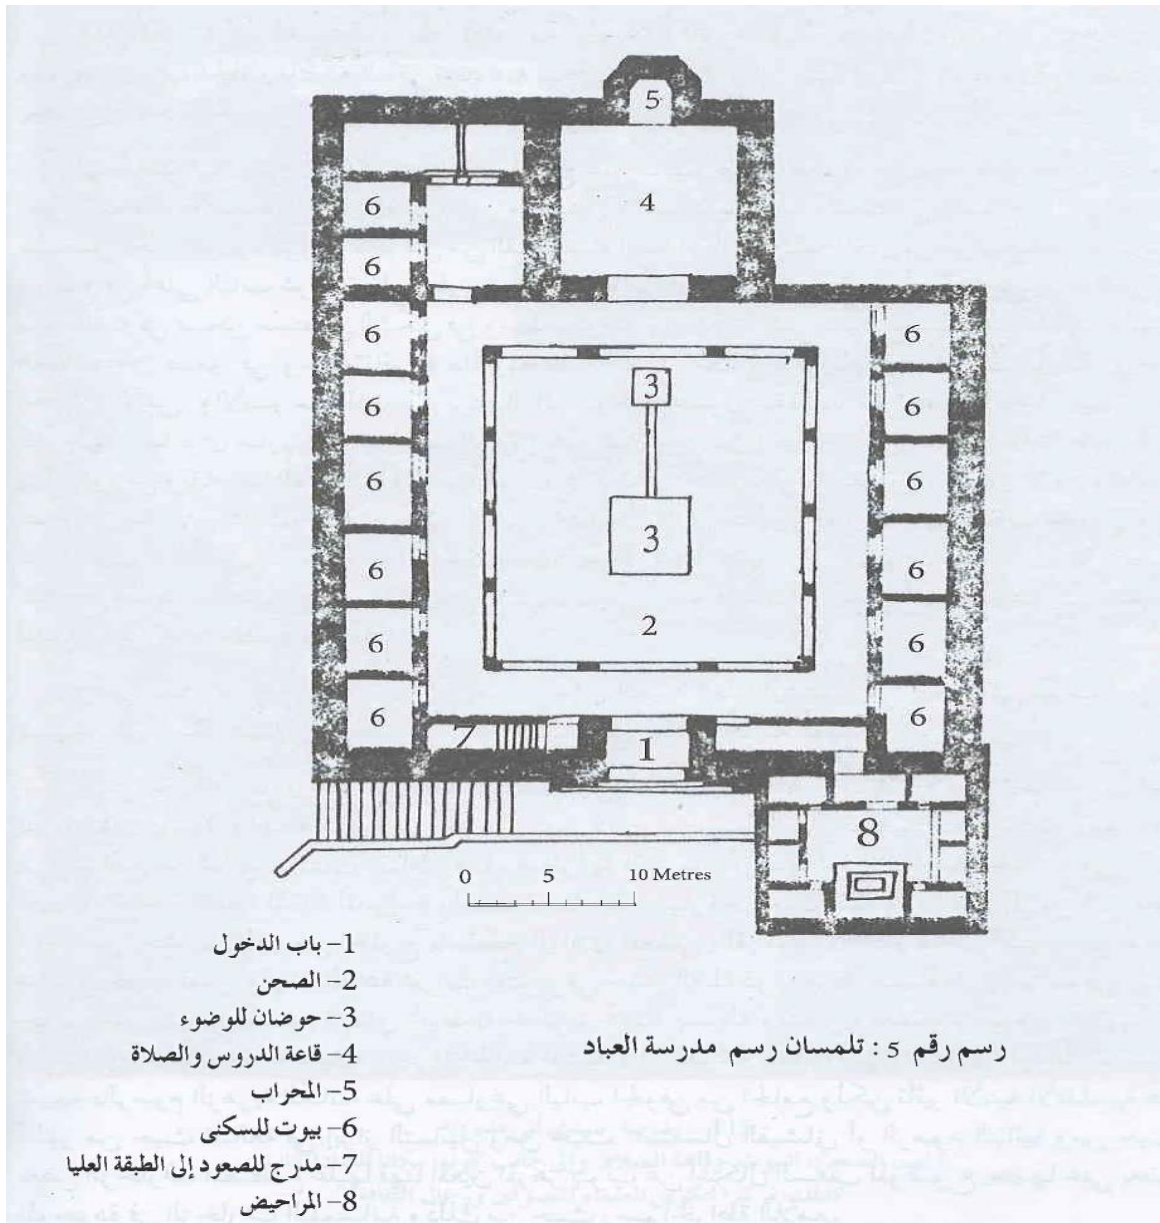 5
4
6
6
6
6
3
6
6
6
6
3
6
6
6
2
6
6
6
6
7
1
8
0 5 10 Metres
1- باب الدخول
2- الصحن
3- حوضان للوضوء
4- قاعة الدروس والصلاة
رسم رقم 5 : تلمسان رسم مدرسة العباد
5- المحراب
6- بيوت للسكنى
7- مدرج للصعود إلى الطبقة العليا
8- المراحيض